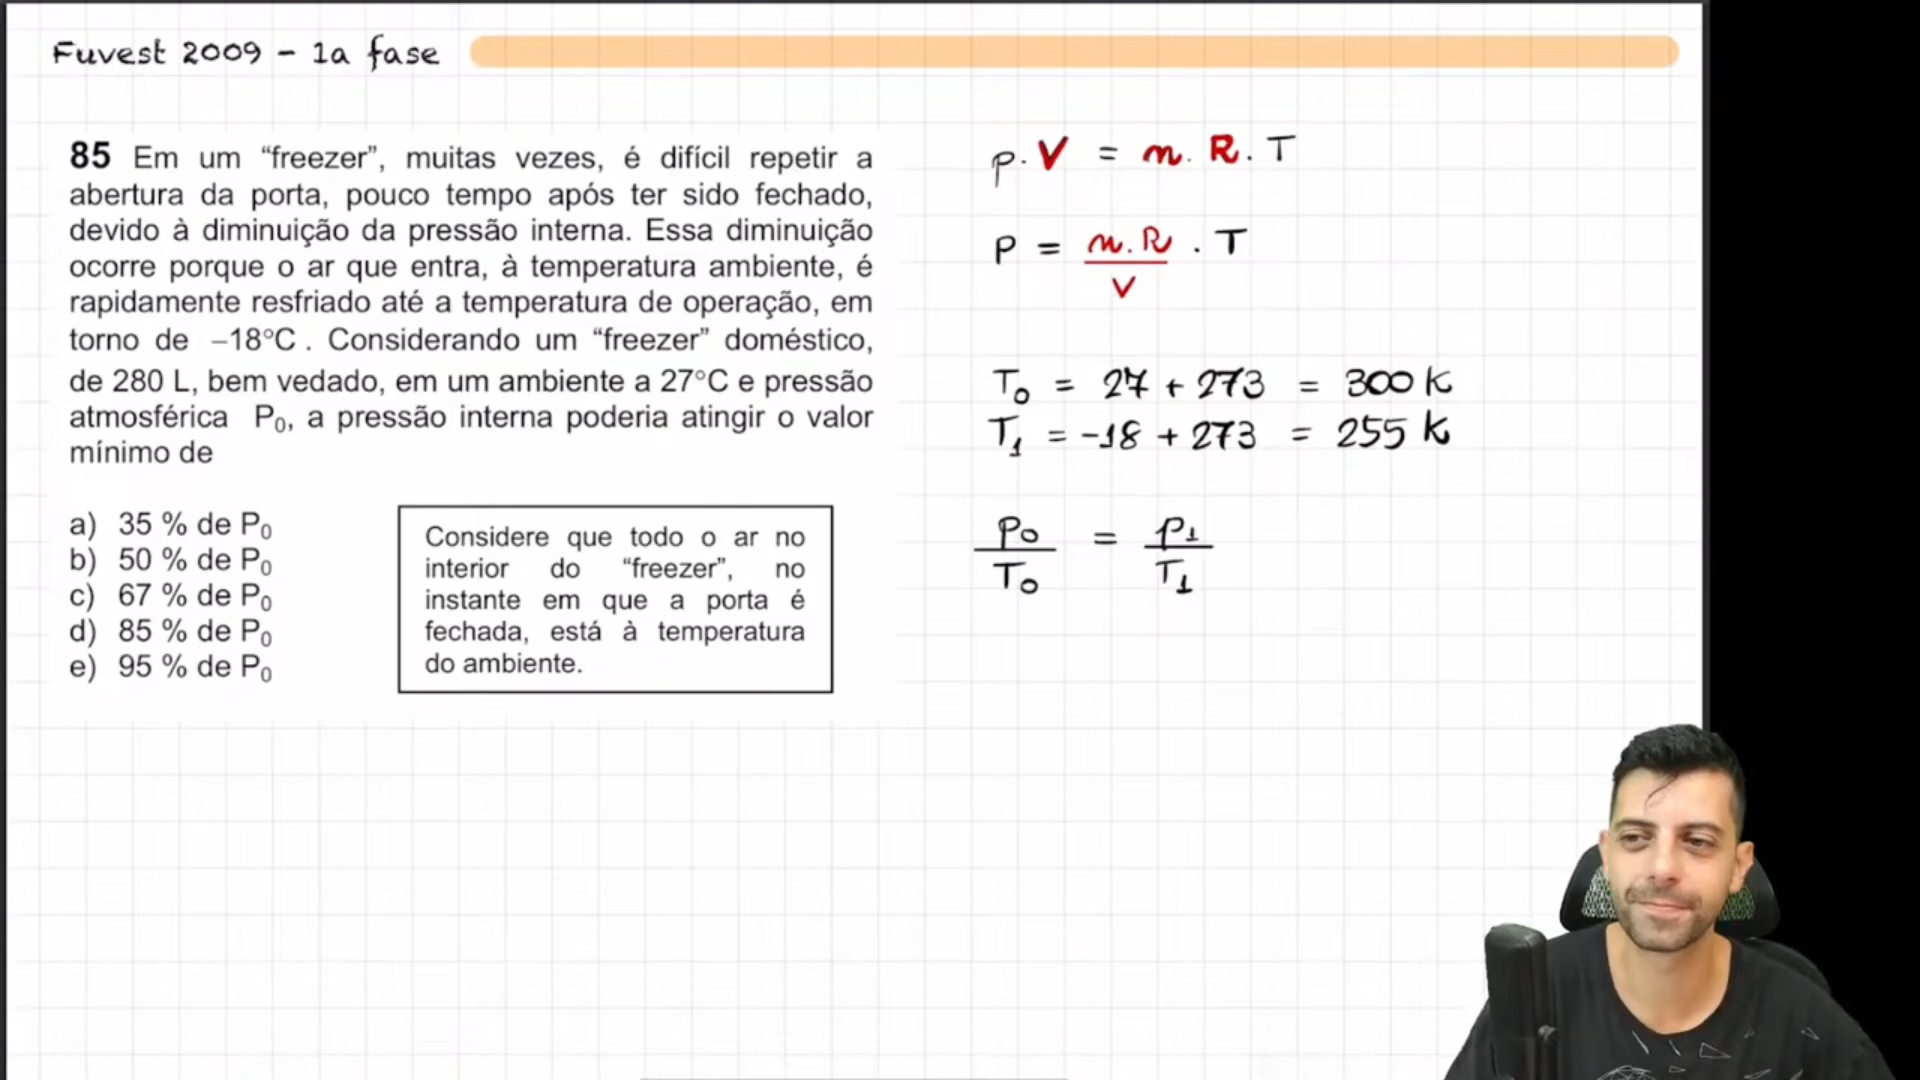 Fuvest 2009 - 1a fase
85 Em um “freezer”, muitas vezes, é difícil repetir a
abertura da porta, pouco tempo após ter sido fechado,
devido à diminuição da pressão interna. Essa diminuição
ocorre porque o ar que entra, à temperatura ambiente, é
rapidamente resfriado até a temperatura de operação, em
torno de –18°C . Considerando um “freezer” doméstico,
de 280 L, bem vedado, em um ambiente a 27°C e pressão
atmosférica P₀, a pressão interna poderia atingir o valor
mínimo de
a) 35 % de P₀
b) 50 % de P₀
c) 67 % de P₀
d) 85 % de P₀
e) 95 % de P₀
Considere que todo o ar no
interior do “freezer”, no
instante em que a porta é
fechada, está à temperatura
do ambiente.
p. V = n. R. T
P = n. R / V . T
T₀ = 27 + 273 = 300 K
T₁ = -18 + 273 = 255 K
P₀ / T₀ = P₁ / T₁